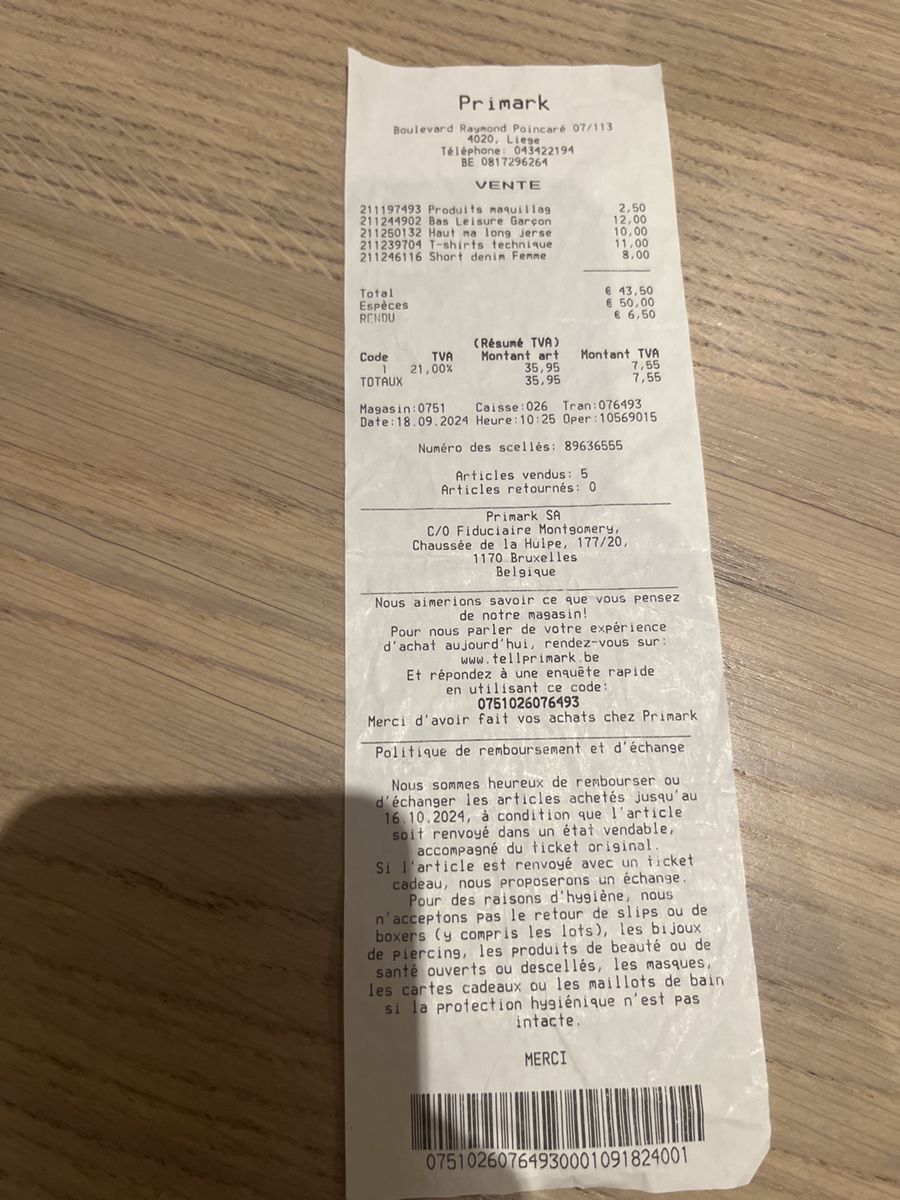 Primark
Boulevard Raymond Poincaré 07/113
4020, Liege
Téléphone: 043422194
BE 0817296264
VENTE
211197493 Produits maquillag 2,50
211244902 Bas Leisure Garçon 12,00
211250132 Haut ma long jerse 10,00
211239704 T-shirts technique 11,00
211246116 Short denim Femme 8,00
Total € 43,50
Espèces € 50,00
RENDU € 6,50
(Résumé TVA)
Code TVA Montant art Montant TVA
1 21,00% 35,95 7,55
TOTAUX 35,95 7,55
Magasin:0751 Caisse:026 Tran:076493
Date:18.09.2024 Heure:10:25 Oper:10569015
Numéro des scellés: 89636555
Articles vendus: 5
Articles retournés: 0
Primark SA
C/O Fiduciaire Montgomery,
Chaussée de la Hulpe, 177/20,
1170 Bruxelles
Belgique
Nous aimerions savoir ce que vous pensez
de notre magasin!
Pour nous parler de votre expérience
d'achat aujourd'hui, rendez-vous sur:
www.tellprimark.be
Et répondez à une enquête rapide
en utilisant ce code:
0751026076493
Merci d'avoir fait vos achats chez Primark
Politique de remboursement et d'échange
Nous sommes heureux de rembourser ou
d'échanger les articles achetés jusqu'au
16.10.2024, à condition que l'article
soit renvoyé dans un état vendable,
accompagné du ticket original.
Si l'article est renvoyé avec un ticket
cadeau, nous proposerons un échange.
Pour des raisons d'hygiène, nous
n'acceptons pas le retour de slips ou de
boxers (y compris les lots), les bijoux
de piercing, les produits de beauté ou de
santé ouverts ou descellés, les masques,
les cartes cadeaux ou les maillots de bain
si la protection hygiénique n'est pas
intacte.
MERCI
07510260764930001091824001